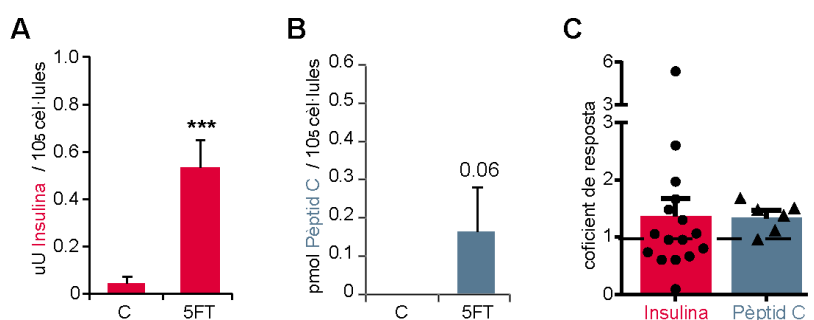 A
uU Insulina / 105 cèl·lules
1.0
0.8
0.6
0.4
0.2
0
***
C
5FT
B
pmol Pèptid C / 105 cèl·lules
0.6
0.5
0.4
0.3
0.2
0.1
0
0.06
C
5FT
C
coficient de resposta
6
3
3
2
1
0
Insulina
Pèptid C